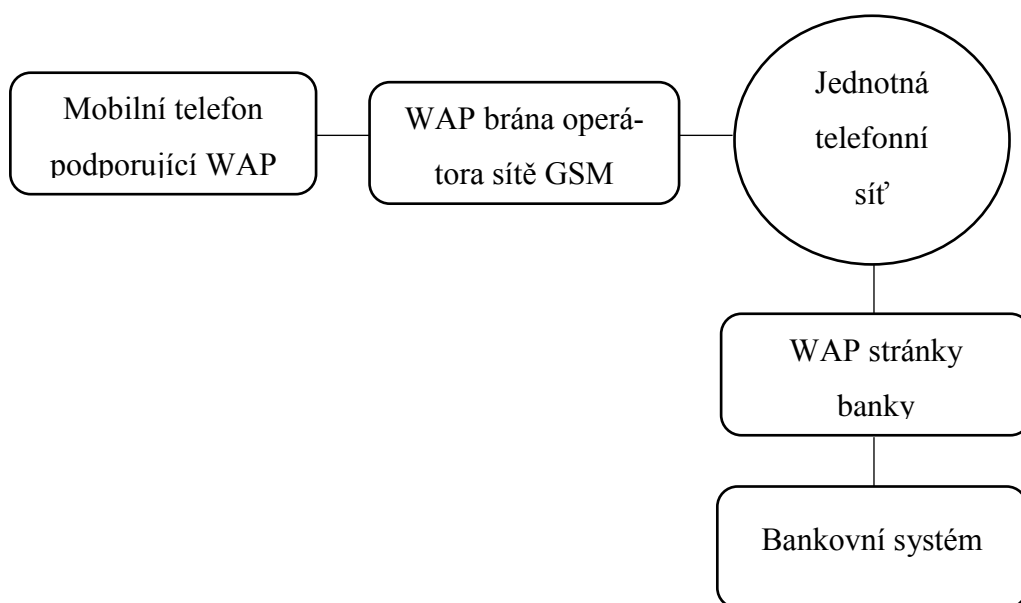 Mobilní telefon
podporující WAP
WAP brána operá-
tora sítě GSM
Jednotná
telefonní
síť
WAP stránky
banky
Bankovní systém